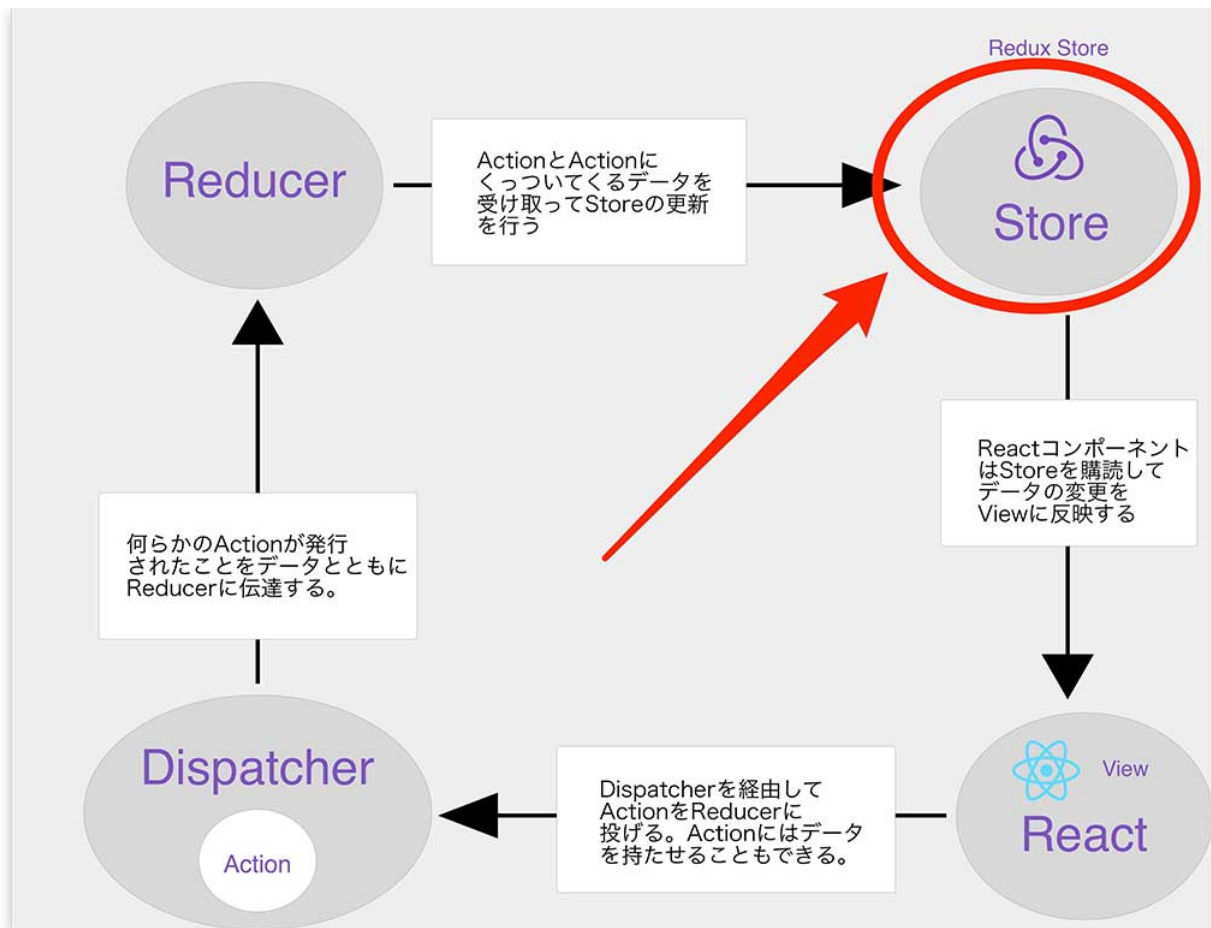 Redux Store
Reducer
ActionとActionに
くっついてくるデータを
受け取ってStoreの更新
を行う
Store
Reactコンポーネント
はStoreを購読して
データの変更を
Viewに反映する
何らかのActionが発行
されたことをデータとともに
Reducerに伝達する。
Dispatcher
Action
Dispatcherを経由して
ActionをReducerに
投げる。Actionにはデータ
を持たせることもできる。
View
React